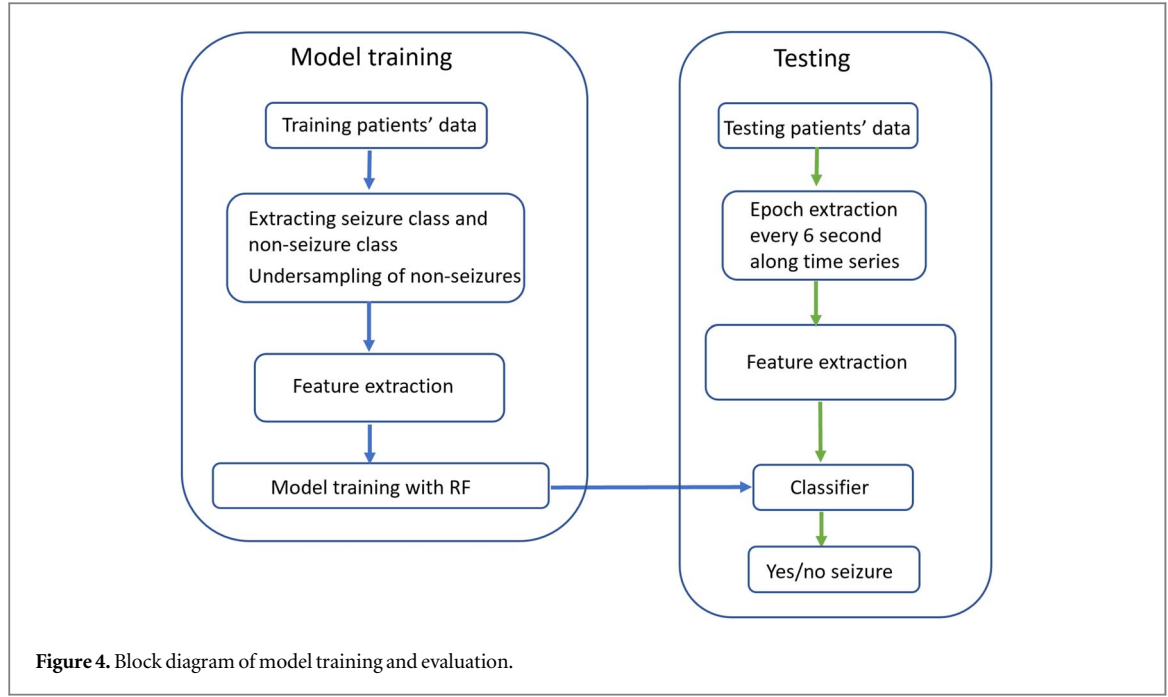 Model training
Training patients' data
Extracting seizure class and
non-seizure class
Undersampling of non-seizures
Feature extraction
Model training with RF
Testing
Testing patients' data
Epoch extraction
every 6 second
along time series
Feature extraction
Classifier
Yes/no seizure
Figure 4. Block diagram of model training and evaluation.